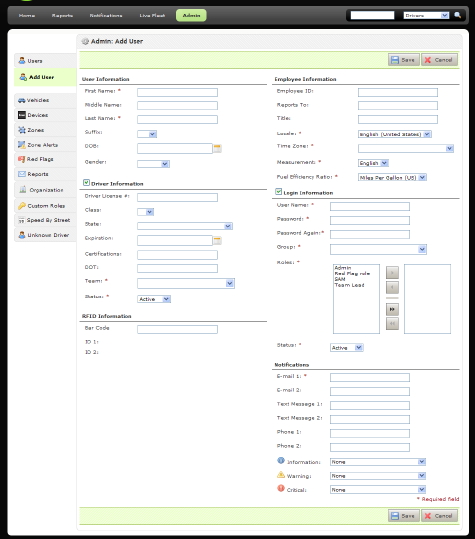 Home Reports Notifications Live Fleet Admin Drivers
Admin: Add User
Users
Add User
Vehicles
Devices
Zones
Zone Alerts
Red Flags
Reports
Organization
Custom Roles
Speed By Street
Unknown Driver
Save Cancel
User Information
First Name: *
Middle Name:
Last Name: *
Suffix:
DOB:
Gender:
Driver Information
Driver License #:
Class:
State:
Expiration:
Certifications:
DOT:
Team: *
Status: * Active
RFID Information
Bar Code
ID 1:
ID 2:
Employee Information
Employee ID:
Reports To:
Title:
Locale: * English (United States)
Time Zone: *
Measurement: * English
Fuel Efficiency Ratio: * Miles Per Gallon (US)
Login Information
User Name: *
Password: *
Password Again: *
Group: *
Roles: *
Admin
Red Flag role
Team Lead
Status: * Active
Notifications
E-mail 1: *
E-mail 2:
Text Message 1:
Text Message 2:
Phone 1:
Phone 2:
Information: None
Warning: None
Critical: None
* Required field
Save Cancel